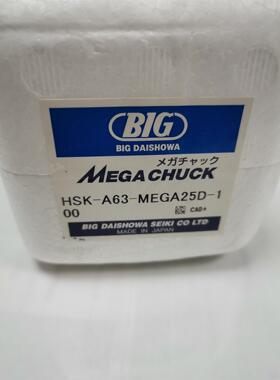 BIG
BIG DAISHOWA
メガチャック
MEGACHUCK
HSK-A63-MEGA25D-1
00
CAD+
BIG DAISHOWA SEIKI CO LTD
MADE IN JAPAN